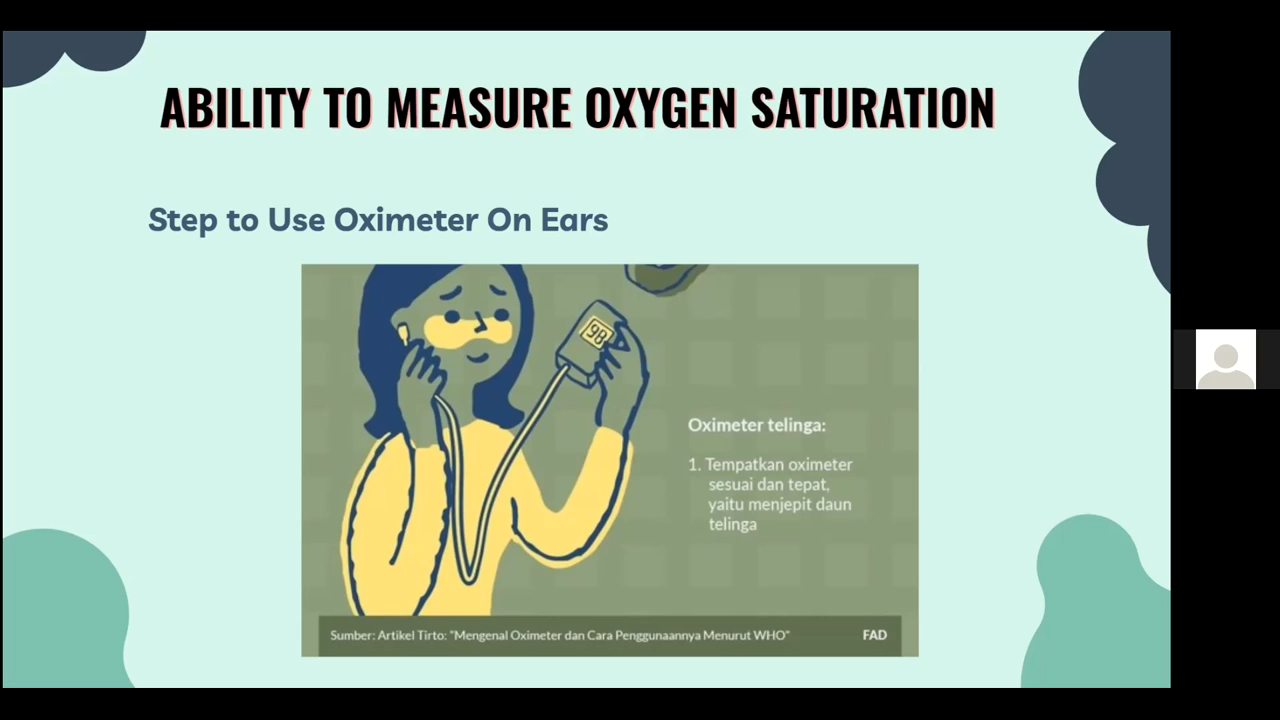 ABILITY TO MEASURE OXYGEN SATURATION
Step to Use Oximeter On Ears
98
Oximeter telinga:
1. Tempatkan oximeter
sesuai dan tepat,
yaitu menjepit daun
telinga
Sumber: Artikel Tirto: "Mengenal Oximeter dan Cara Penggunaannya Menurut WHO"
FAD